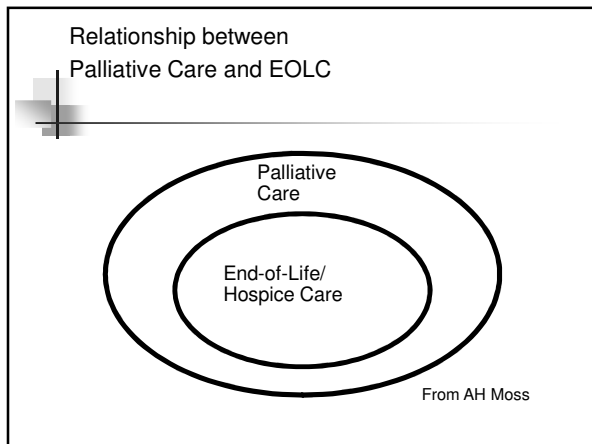 Relationship between
Palliative Care and EOLC
Palliative
Care
End-of-Life/
Hospice Care
From AH Moss